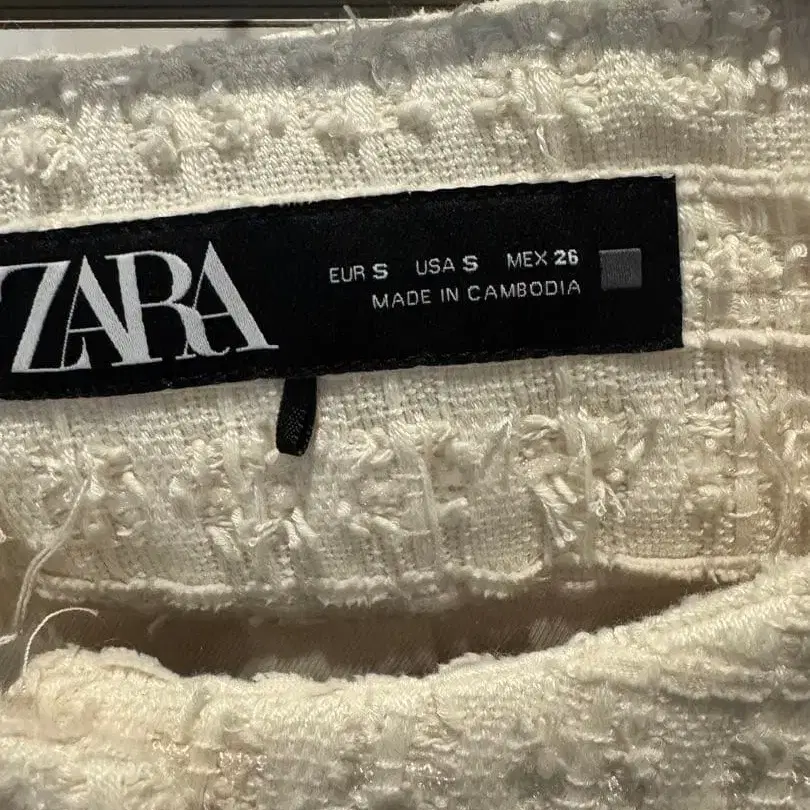 ZARA
EUR S USA S MEX 26
MADE IN CAMBODIA